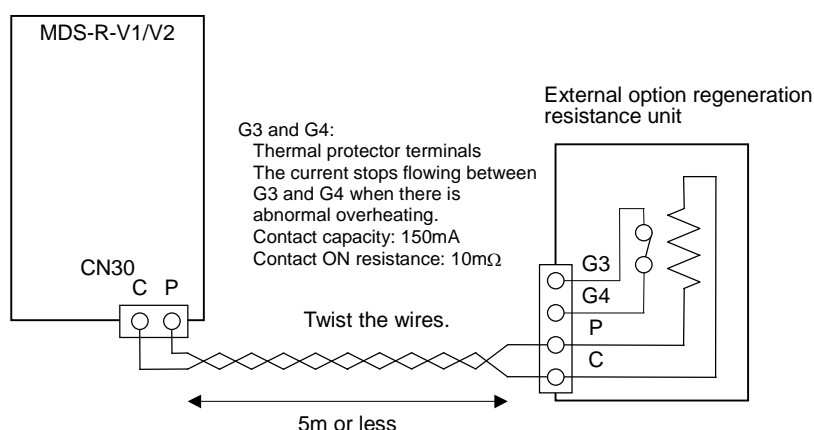 MDS-R-V1/V2
External option regeneration
resistance unit
G3 and G4:
Thermal protector terminals
The current stops flowing between
G3 and G4 when there is
abnormal overheating.
Contact capacity: 150mA
Contact ON resistance: 10mΩ
CN30
C P
G3
G4
P
C
Twist the wires.
5m or less